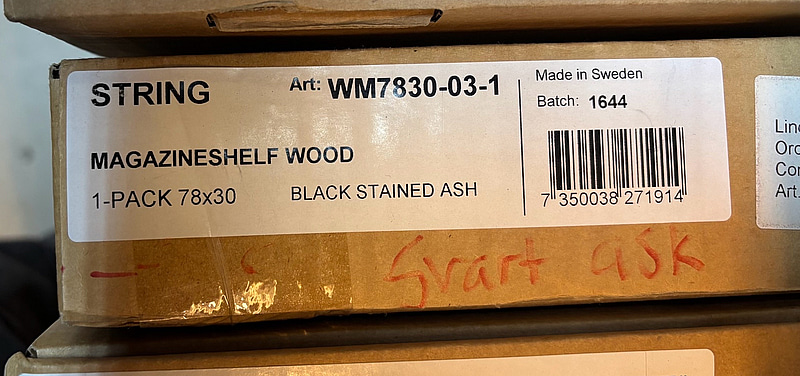 STRING
Art: WM7830-03-1
MAGAZINESHELF WOOD
1-PACK 78x30 BLACK STAINED ASH
Made in Sweden
Batch: 1644
7 350038 271914
Svart ask
Art.